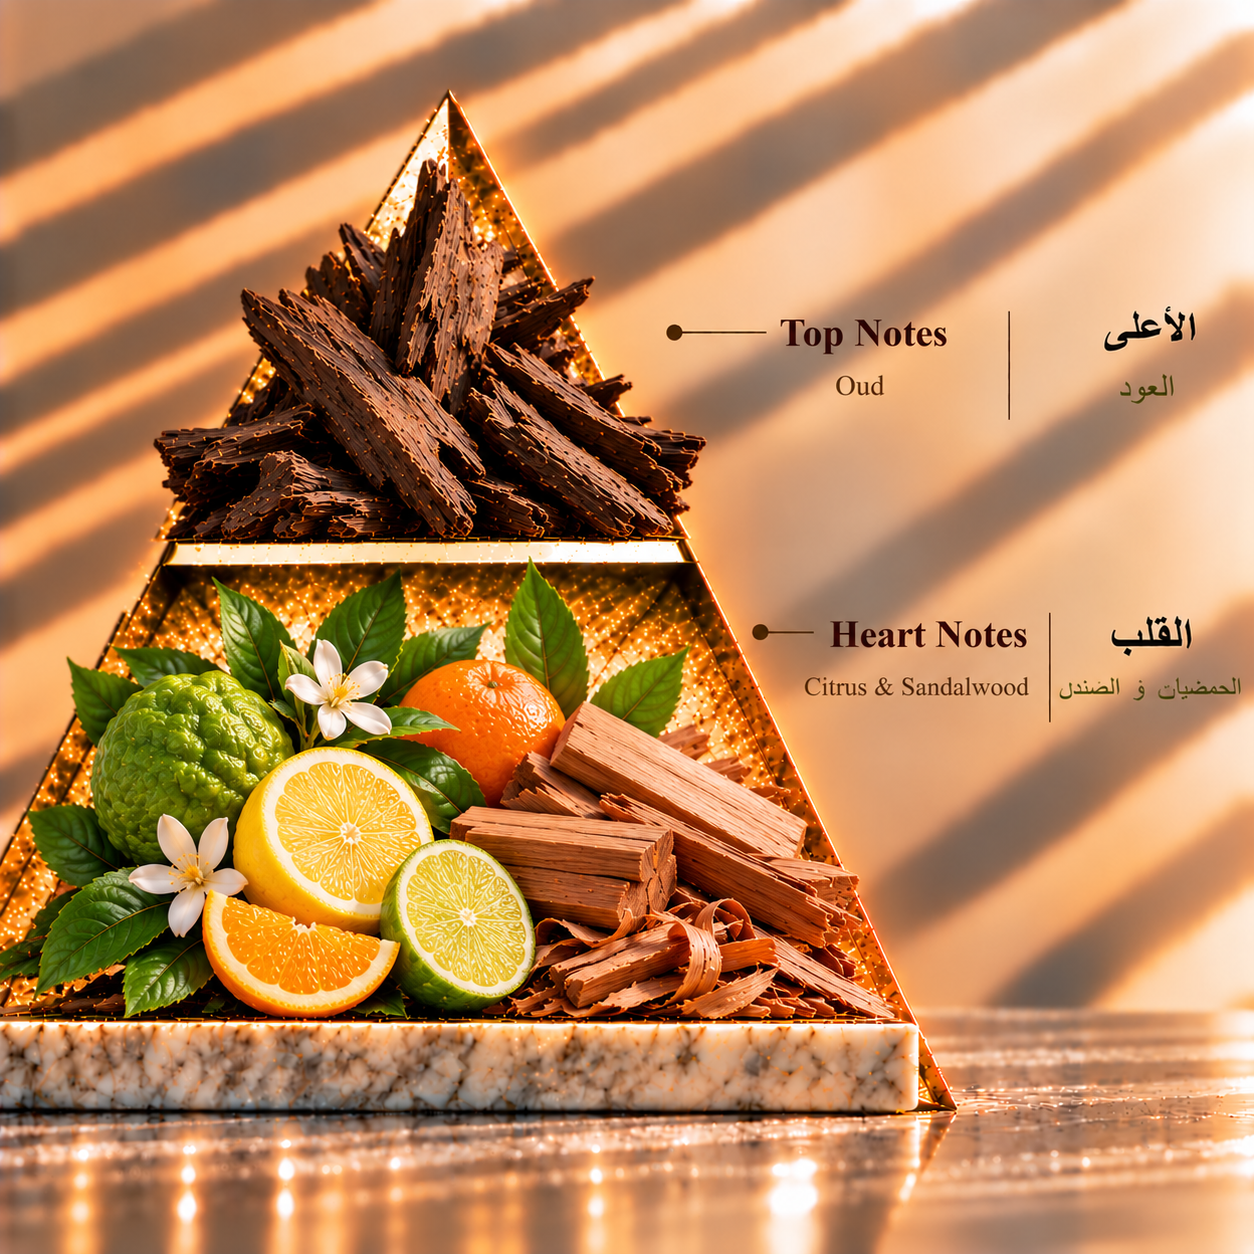 Top Notes
Oud
الأعلى
العود
Heart Notes
Citrus & Sandalwood
القلب
الحمضيات و الصندل